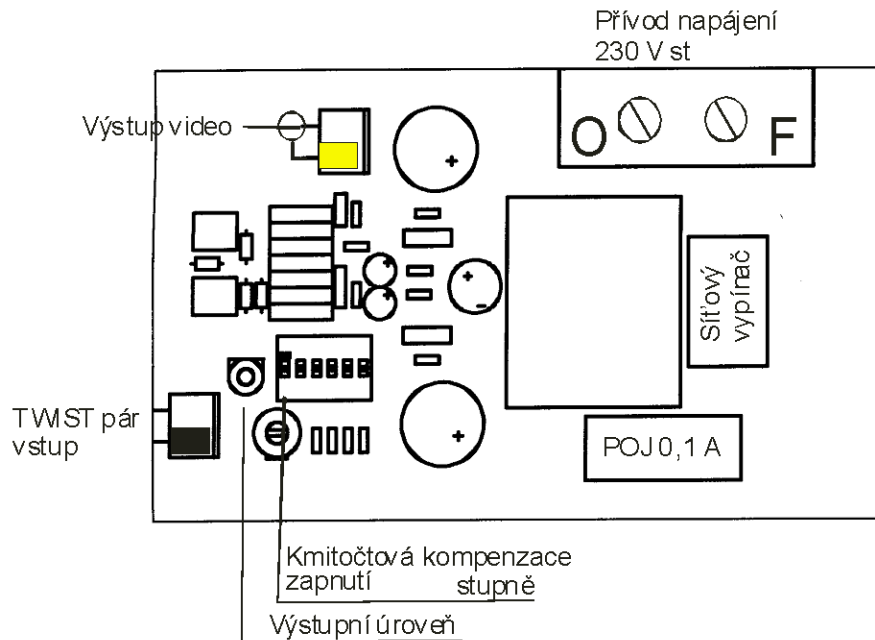 Přívod napájení
230 V st
Výstup video
O F
Síťový
vypínač
TWIST pár
vstup
POJ 0,1 A
Kmitočtová kompenzace
zapnutí stupně
Výstupní úroveň